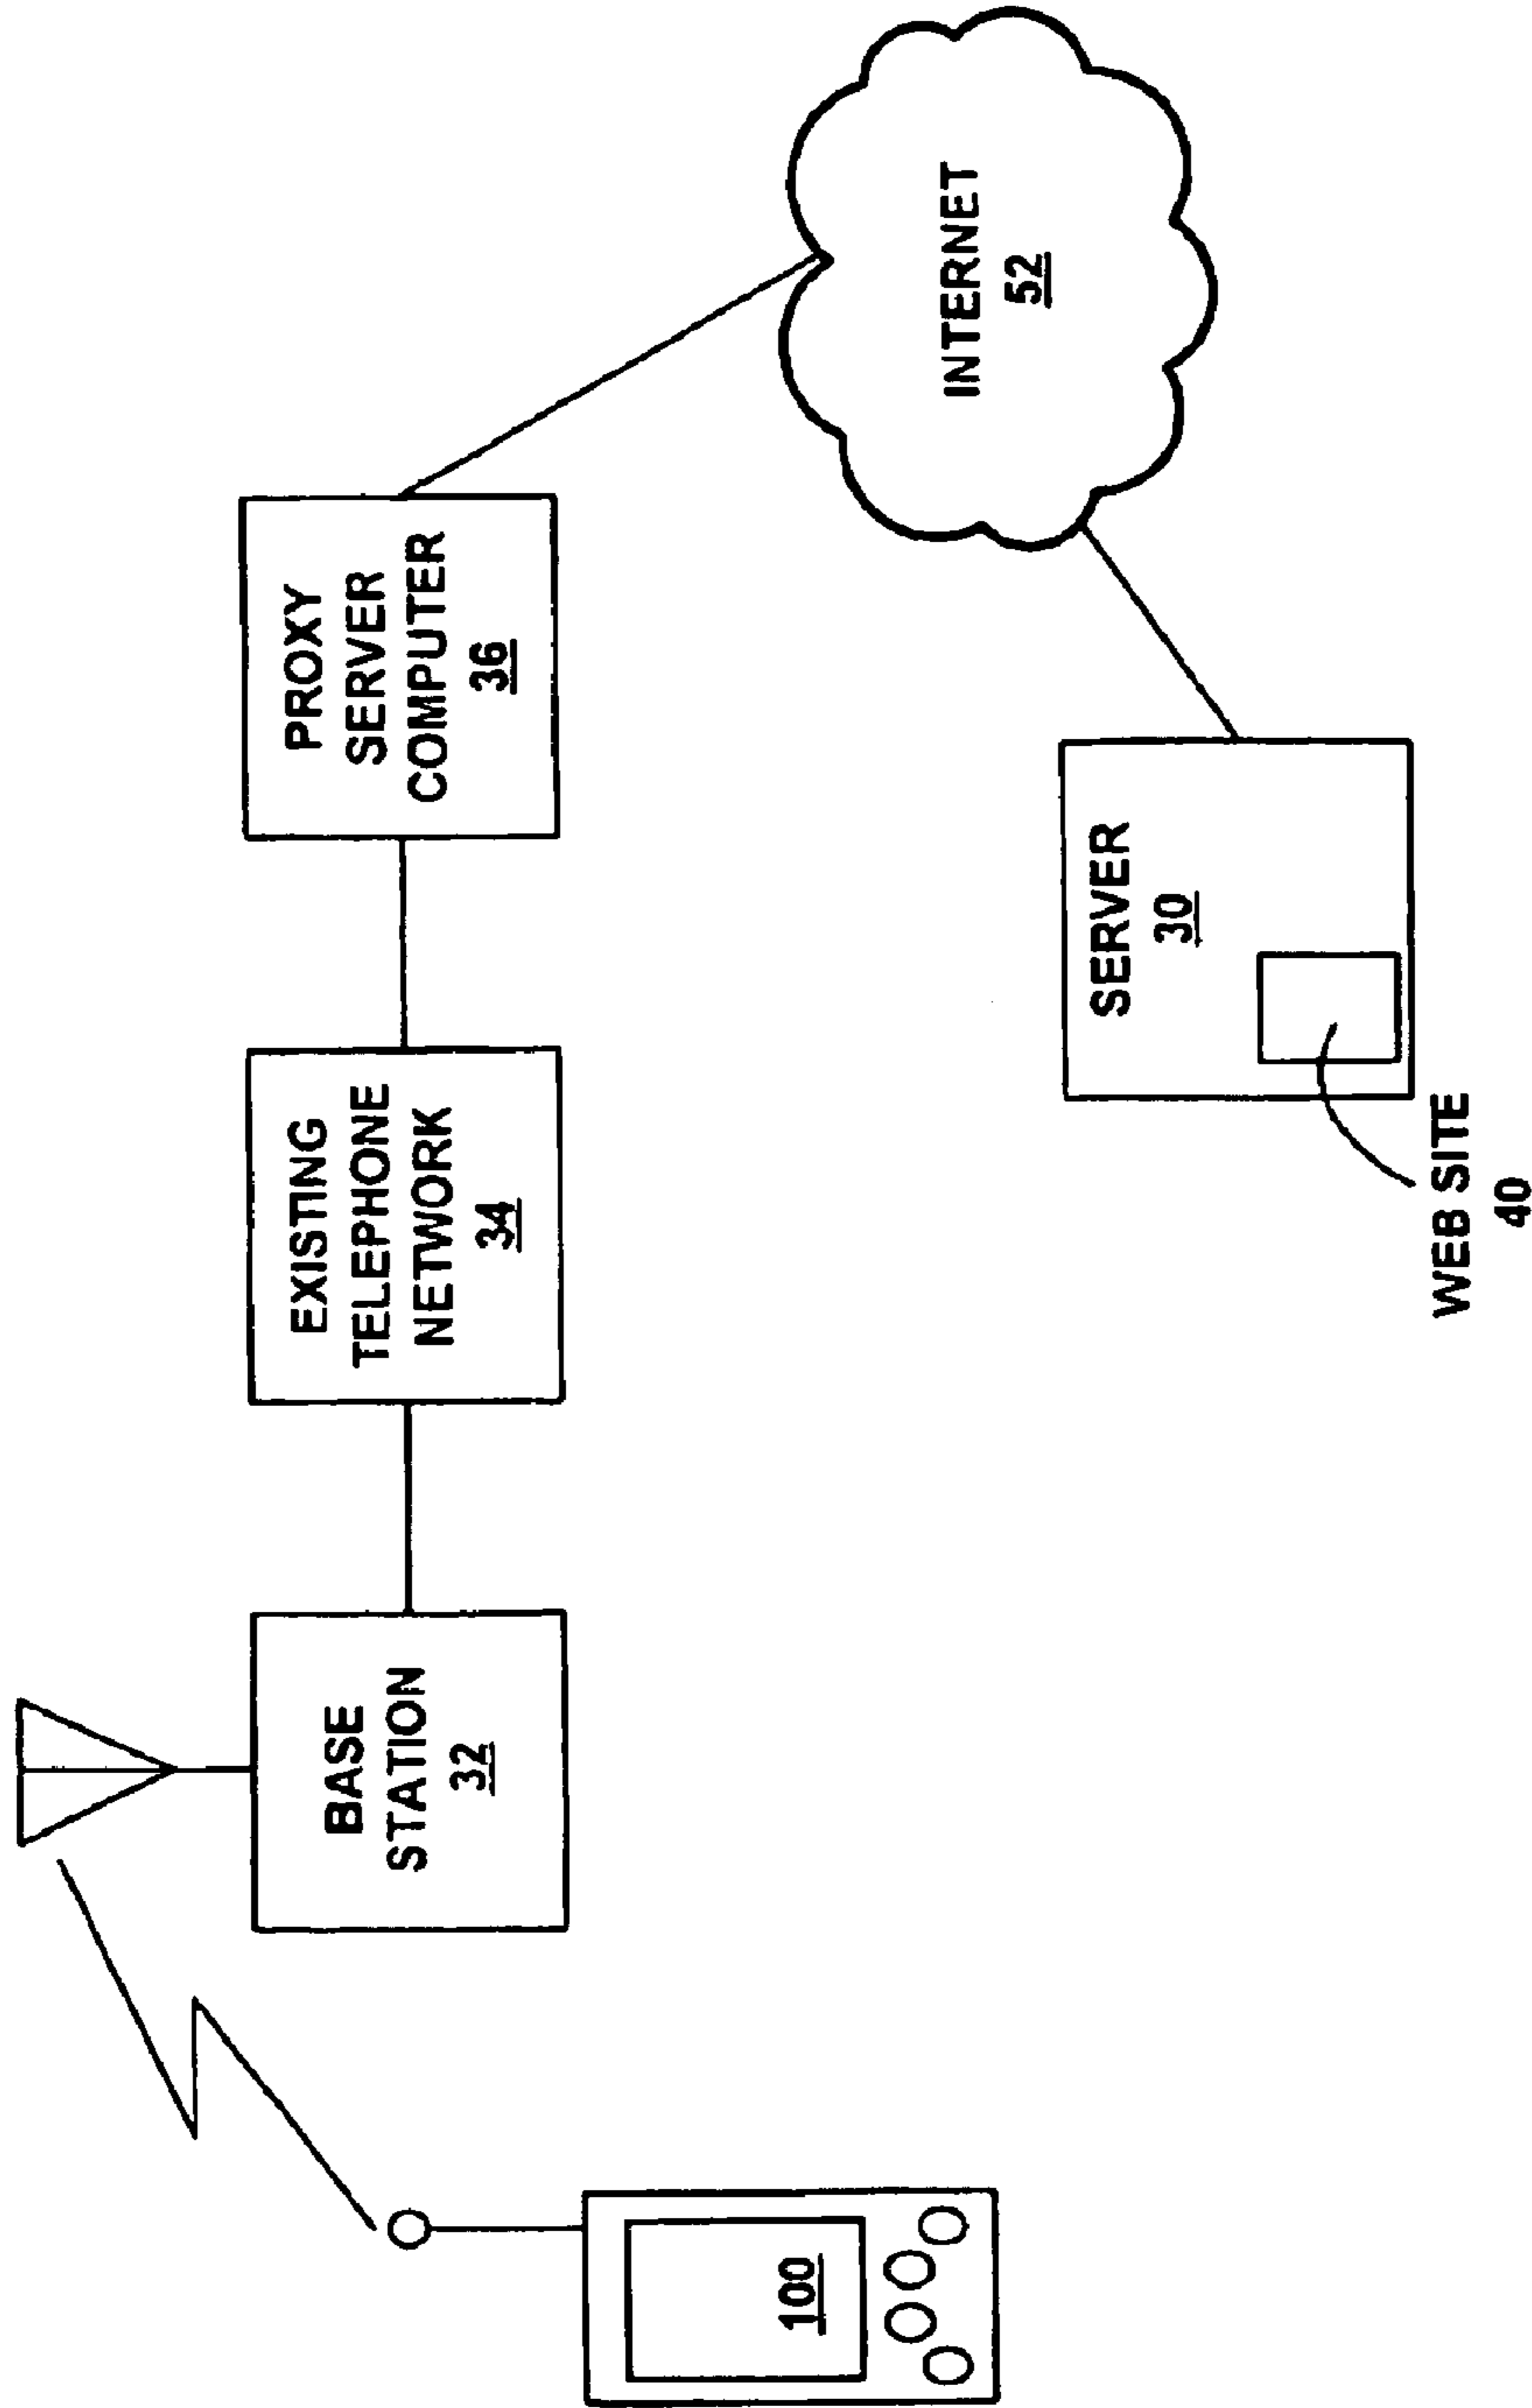 BASE
STATION
32
EXISTING
TELEPHONE
NETWORK
34
PROXY
SERVER
COMPUTER
36
100
INTERNET
52
SERVER
30
WEB SITE
40